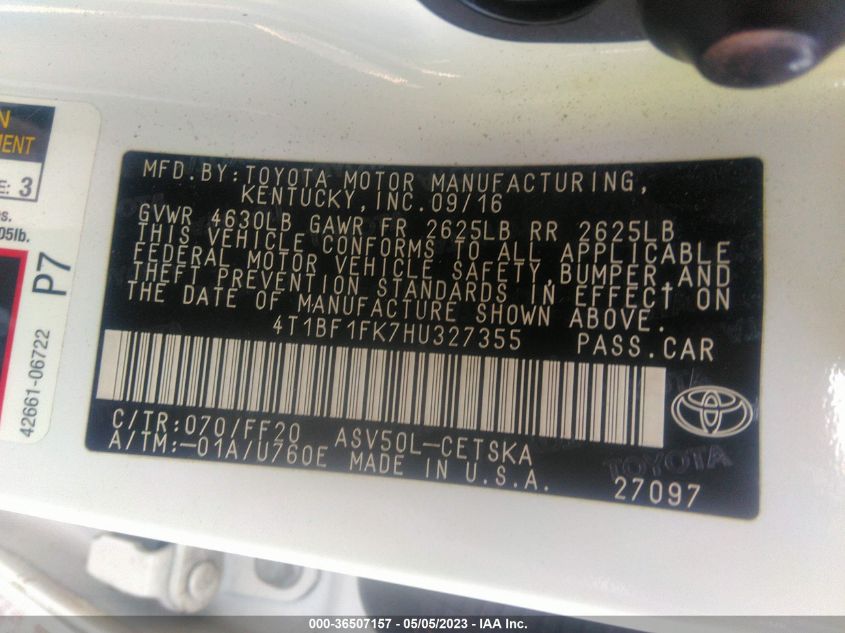 N
MENT
E: 3
s.
05lb.
P7
42661-06722
MFD.BY:TOYOTA MOTOR MANUFACTURING,
KENTUCKY,INC.09/16
GVWR 4630LB GAWR FR 2625LB RR 2625LB
THIS VEHICLE CONFORMS TO ALL APPLICABLE
FEDERAL MOTOR VEHICLE SAFETY,BUMPER,AND
THEFT PREVENTION STANDARDS IN EFFECT ON
THE DATE OF MANUFACTURE SHOWN ABOVE.
4T1BF1FK7HU327355 PASS.CAR
C/TR:070/FF20 ASV50L-CETSKA
A/TM:-01A/U760E MADE IN U.S.A.
TOYOTA
27097
000-36507157 - 05/05/2023 - IAA Inc.